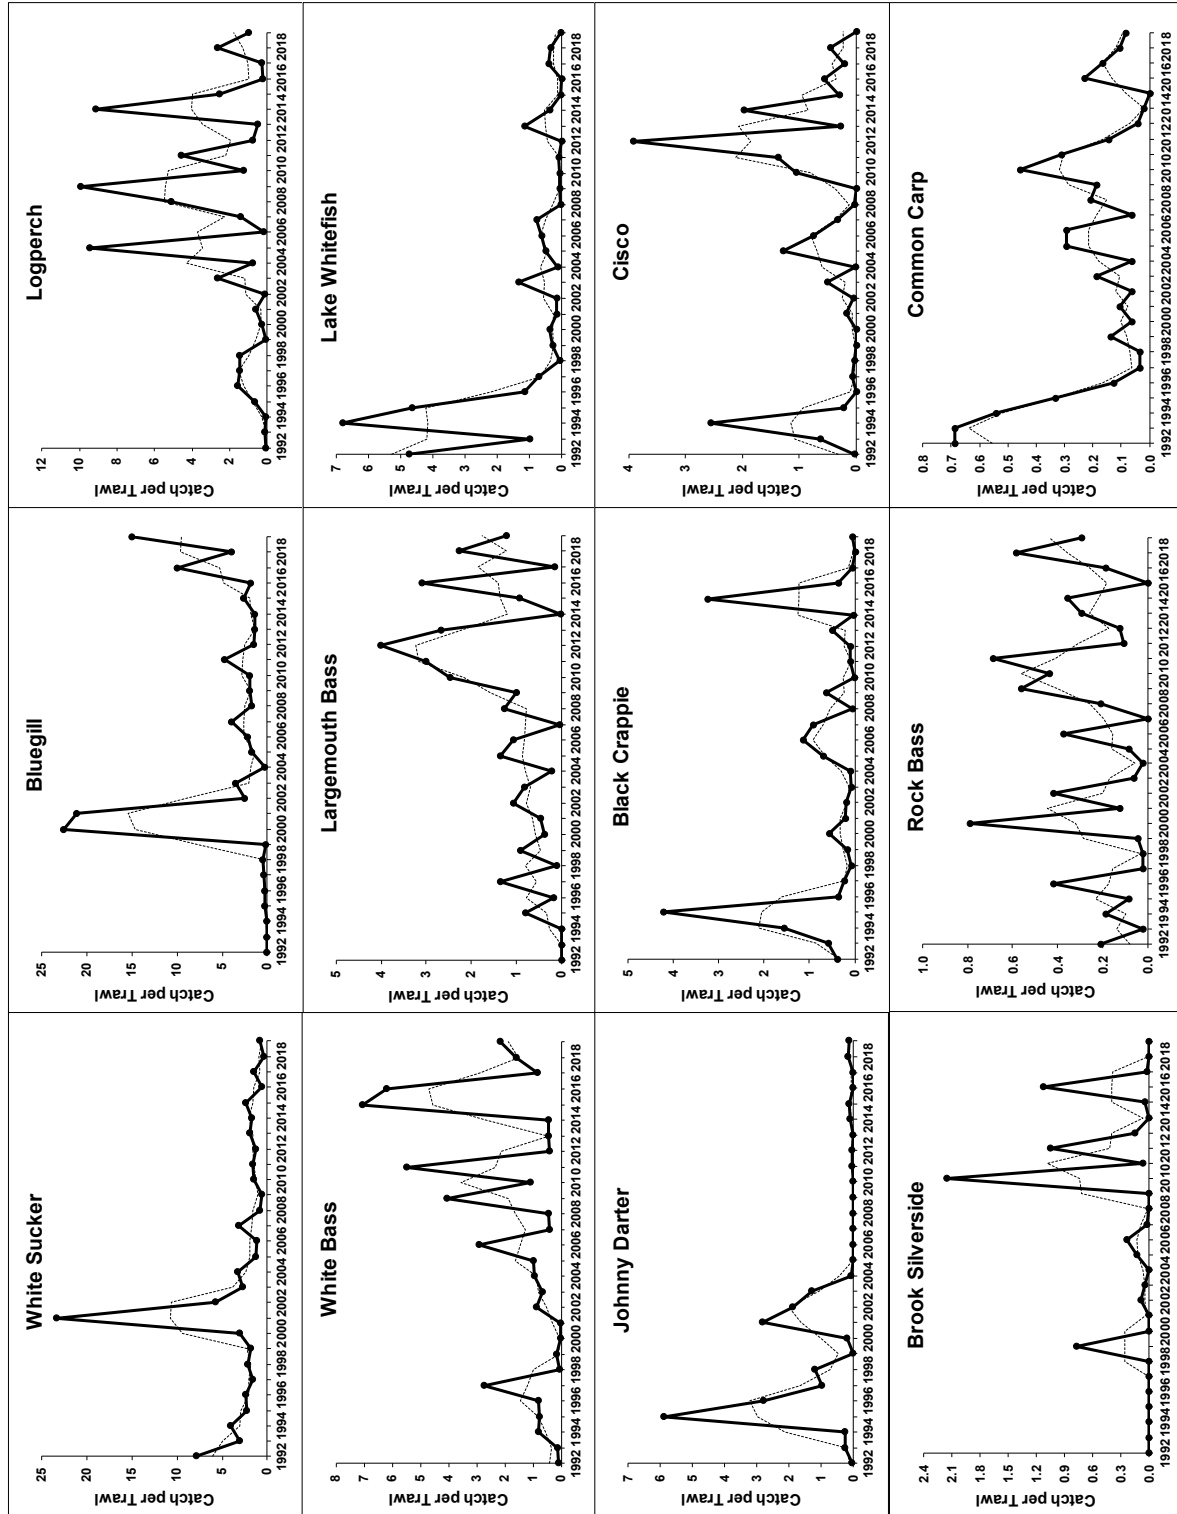 White Sucker
Catch per Trawl
25
20
15
10
5
0
1992 1994 1996 1998 2000 2002 2004 2006 2008 2010 2012 2014 2016 2018
Bluegill
Catch per Trawl
25
20
15
10
5
0
1992 1994 1996 1998 2000 2002 2004 2006 2008 2010 2012 2014 2016 2018
Logperch
Catch per Trawl
12
10
8
6
4
2
0
1992 1994 1996 1998 2000 2002 2004 2006 2008 2010 2012 2014 2016 2018
White Bass
Catch per Trawl
8
7
6
5
4
3
2
1
0
1992 1994 1996 1998 2000 2002 2004 2006 2008 2010 2012 2014 2016 2018
Largemouth Bass
Catch per Trawl
5
4
3
2
1
0
1992 1994 1996 1998 2000 2002 2004 2006 2008 2010 2012 2014 2016 2018
Lake Whitefish
Catch per Trawl
7
6
5
4
3
2
1
0
1992 1994 1996 1998 2000 2002 2004 2006 2008 2010 2012 2014 2016 2018
Johnny Darter
Catch per Trawl
7
6
5
4
3
2
1
0
1992 1994 1996 1998 2000 2002 2004 2006 2008 2010 2012 2014 2016 2018
Black Crappie
Catch per Trawl
5
4
3
2
1
0
1992 1994 1996 1998 2000 2002 2004 2006 2008 2010 2012 2014 2016 2018
Cisco
Catch per Trawl
4
3
2
1
0
1992 1994 1996 1998 2000 2002 2004 2006 2008 2010 2012 2014 2016 2018
Brook Silverside
Catch per Trawl
2.4
2.1
1.8
1.5
1.2
0.9
0.6
0.3
0.0
1992 1994 1996 1998 2000 2002 2004 2006 2008 2010 2012 2014 2016 2018
Rock Bass
Catch per Trawl
1.0
0.8
0.6
0.4
0.2
0.0
1992 1994 1996 1998 2000 2002 2004 2006 2008 2010 2012 2014 2016 2018
Common Carp
Catch per Trawl
0.8
0.7
0.6
0.5
0.4
0.3
0.2
0.1
0.0
1992 1994 1996 1998 2000 2002 2004 2006 2008 2010 2012 2014 2016 2018